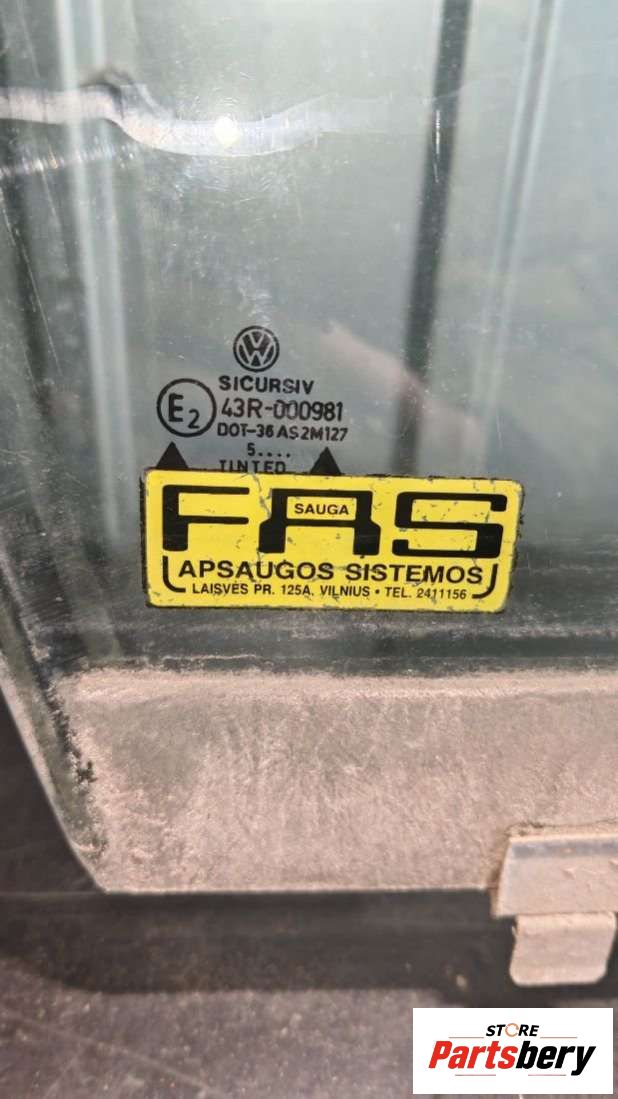 SICURSIV
E2 43R-000981
DOT-36 AS2M127
5....
TINTED
FAS
SAUGA
APSAUGOS SISTEMOS
LAISVĖS PR. 125A. VILNIUS • TEL. 2411156
STORE
Partsbery